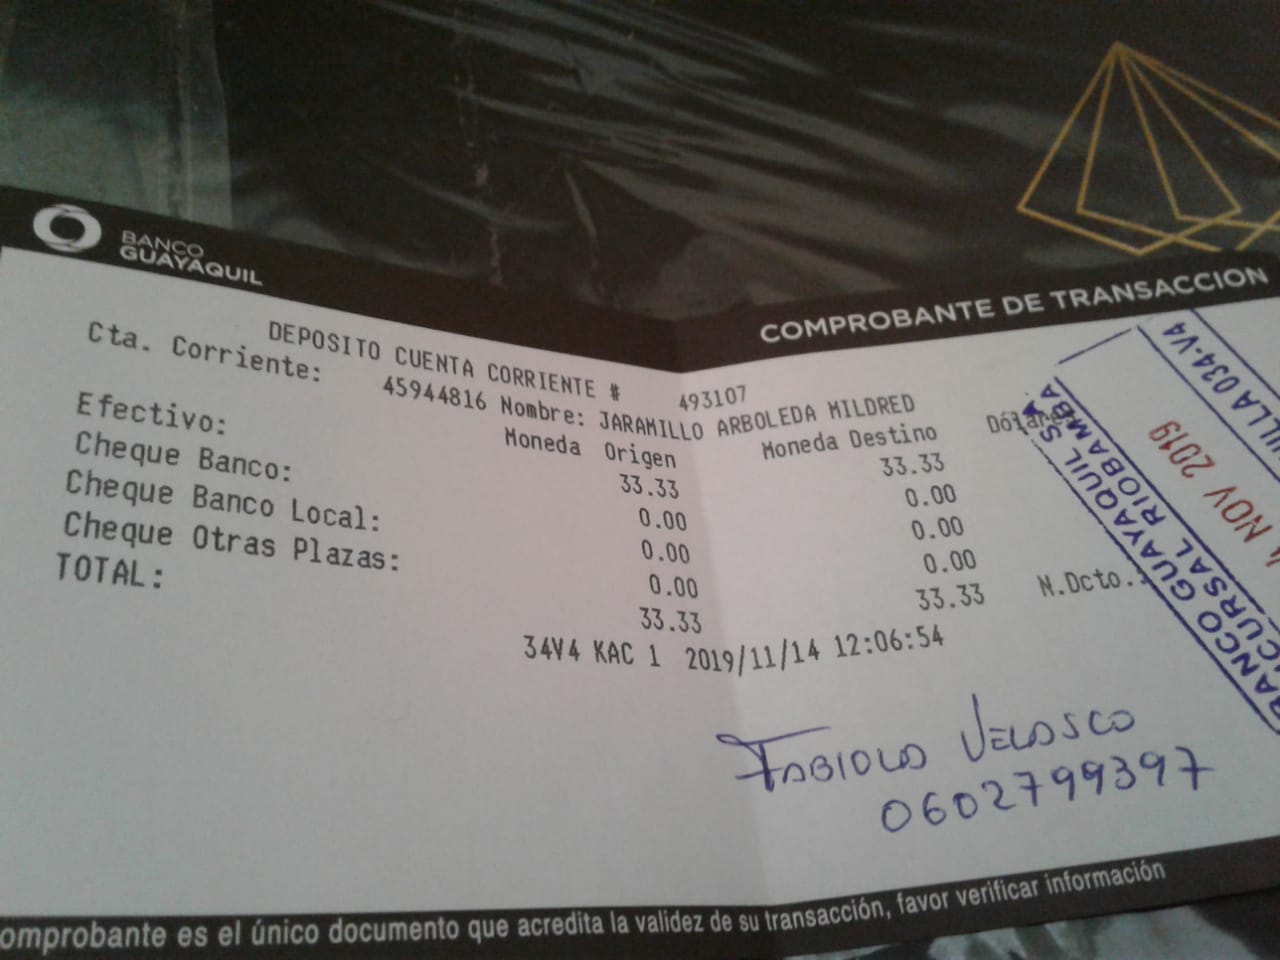 BANCO
GUAYAQUIL
COMPROBANTE DE TRANSACCION
DEPOSITO CUENTA CORRIENTE # 493107
Cta. Corriente: 45944816 Nombre: JARAMILLO ARBOLEDA MILDRED
Moneda Origen Moneda Destino
Efectivo: 33.33 33.33
Cheque Banco: 0.00 0.00
Cheque Banco Local: 0.00 0.00
Cheque Otras Plazas: 0.00 0.00
TOTAL: 33.33 33.33 N.Dcto.:
34V4 KAC 1 2019/11/14 12:06:54
BANCO GUAYAQUIL S.A
RIOBAMBA
NOV 2019
034-V4
FABIOLA VELASCO
0602799397
omprobante es el único documento que acredita la validez de su transacción, favor verificar información